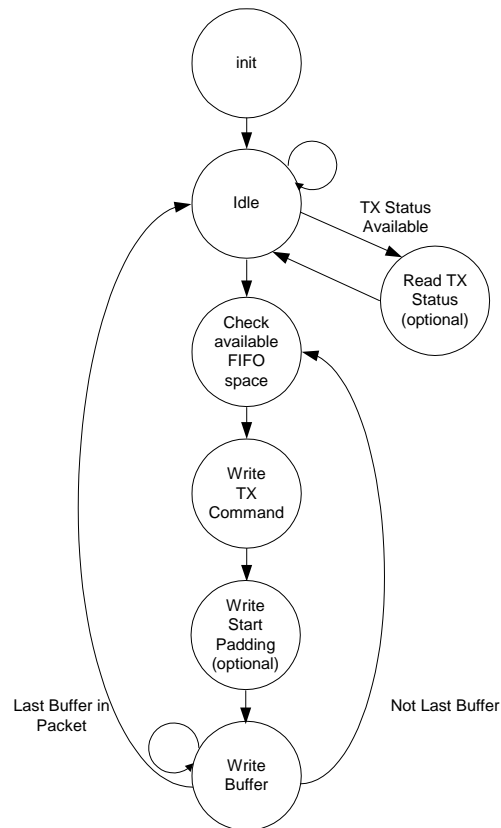 init
Idle
TX Status
Available
Read TX
Status
(optional)
Check
available
FIFO
space
Write
TX
Command
Write
Start
Padding
(optional)
Last Buffer in
Packet
Not Last Buffer
Write
Buffer